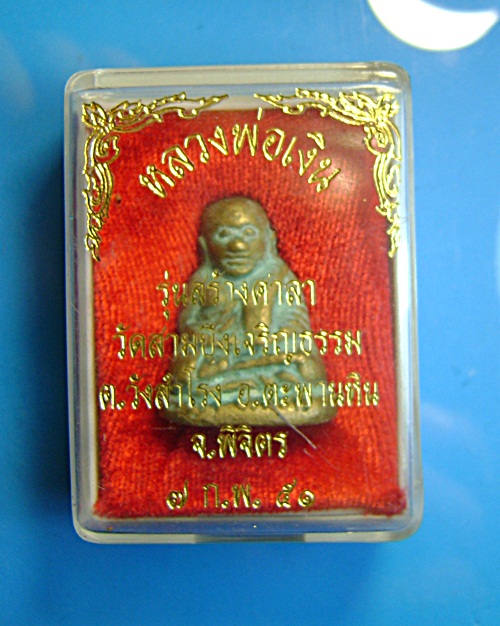 หลวงพ่อเงิน
รุ่นสร้างศาลา
วัดสามบึงเจริญธรรม
ต.วังสำโรง อ.ตะพานหิน
จ.พิจิตร
๗ ก.พ. ๕๑